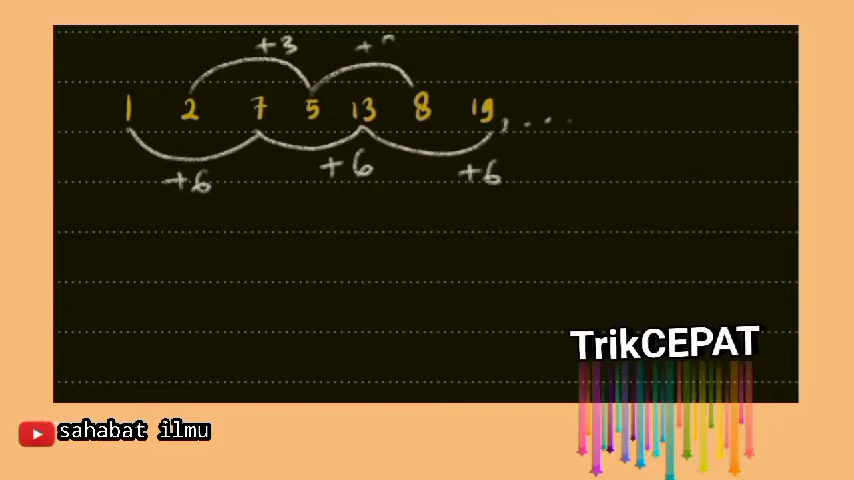 +3 +
1 2 7 5 13 8 19, ...
+6 +6 +6
TrikCEPAT
sahabat ilmu